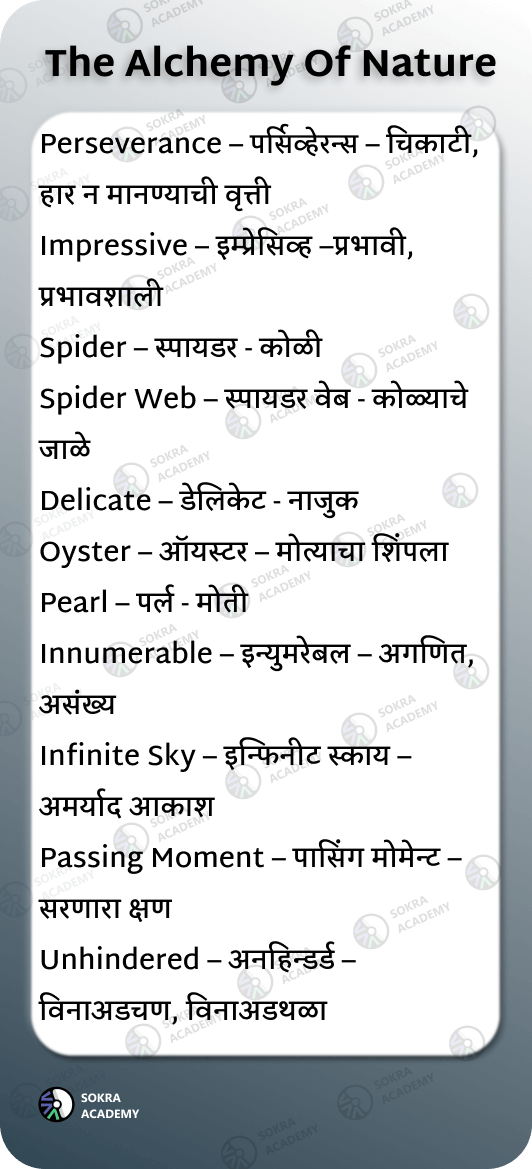 The Alchemy Of Nature
Perseverance – पर्सिव्हेरन्स – चिकाटी,
हार न मानण्याची वृत्ती
Impressive – इम्प्रेसिव्ह –प्रभावी,
प्रभावशाली
Spider – स्पायडर - कोळी
Spider Web – स्पायडर वेब - कोळ्याचे
जाळे
Delicate – डेलिकेट - नाजुक
Oyster – ऑयस्टर – मोत्याचा शिंपला
Pearl – पर्ल - मोती
Innumerable – इन्युमरेबल – अगणित,
असंख्य
Infinite Sky – इन्फिनीट स्काय –
अमर्याद आकाश
Passing Moment – पासिंग मोमेन्ट –
सरणारा क्षण
Unhindered – अनहिन्डर्ड –
विनाअडचण, विनाअडथळा
SOKRA
ACADEMY